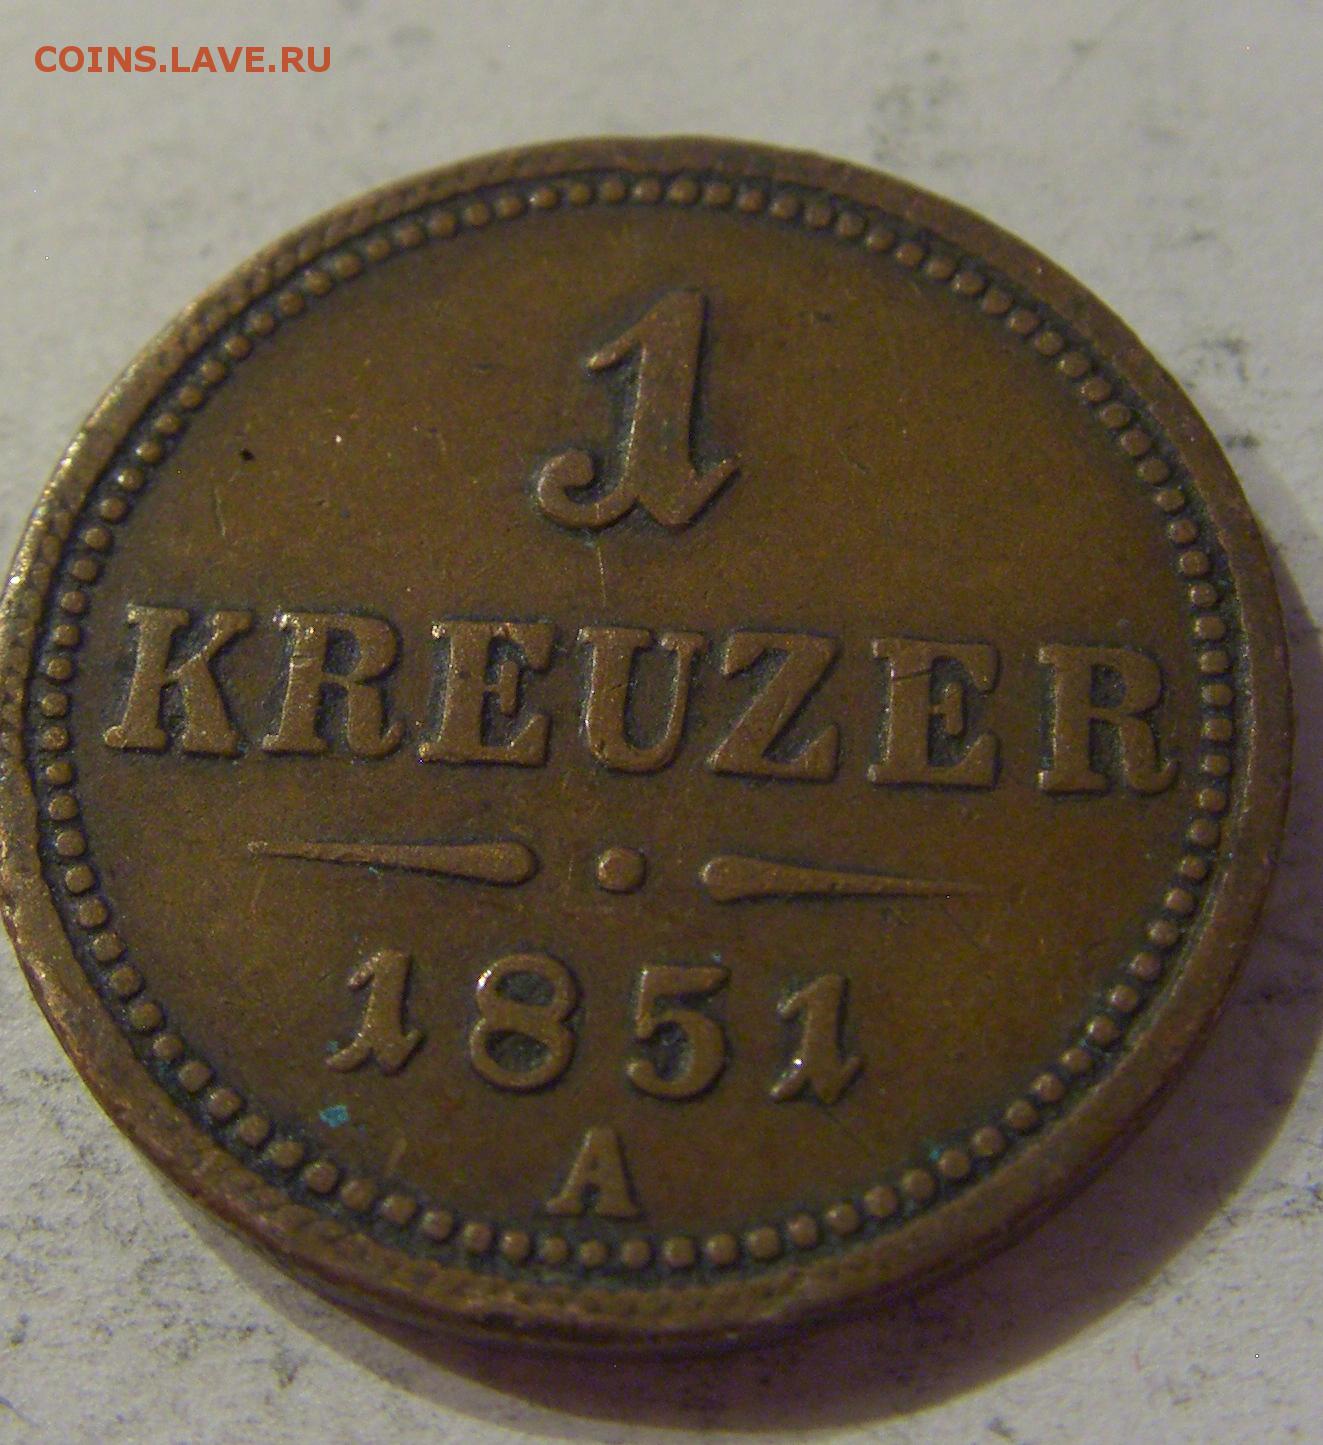 COINS.LAVE.RU
1
KREUZER
1851
A